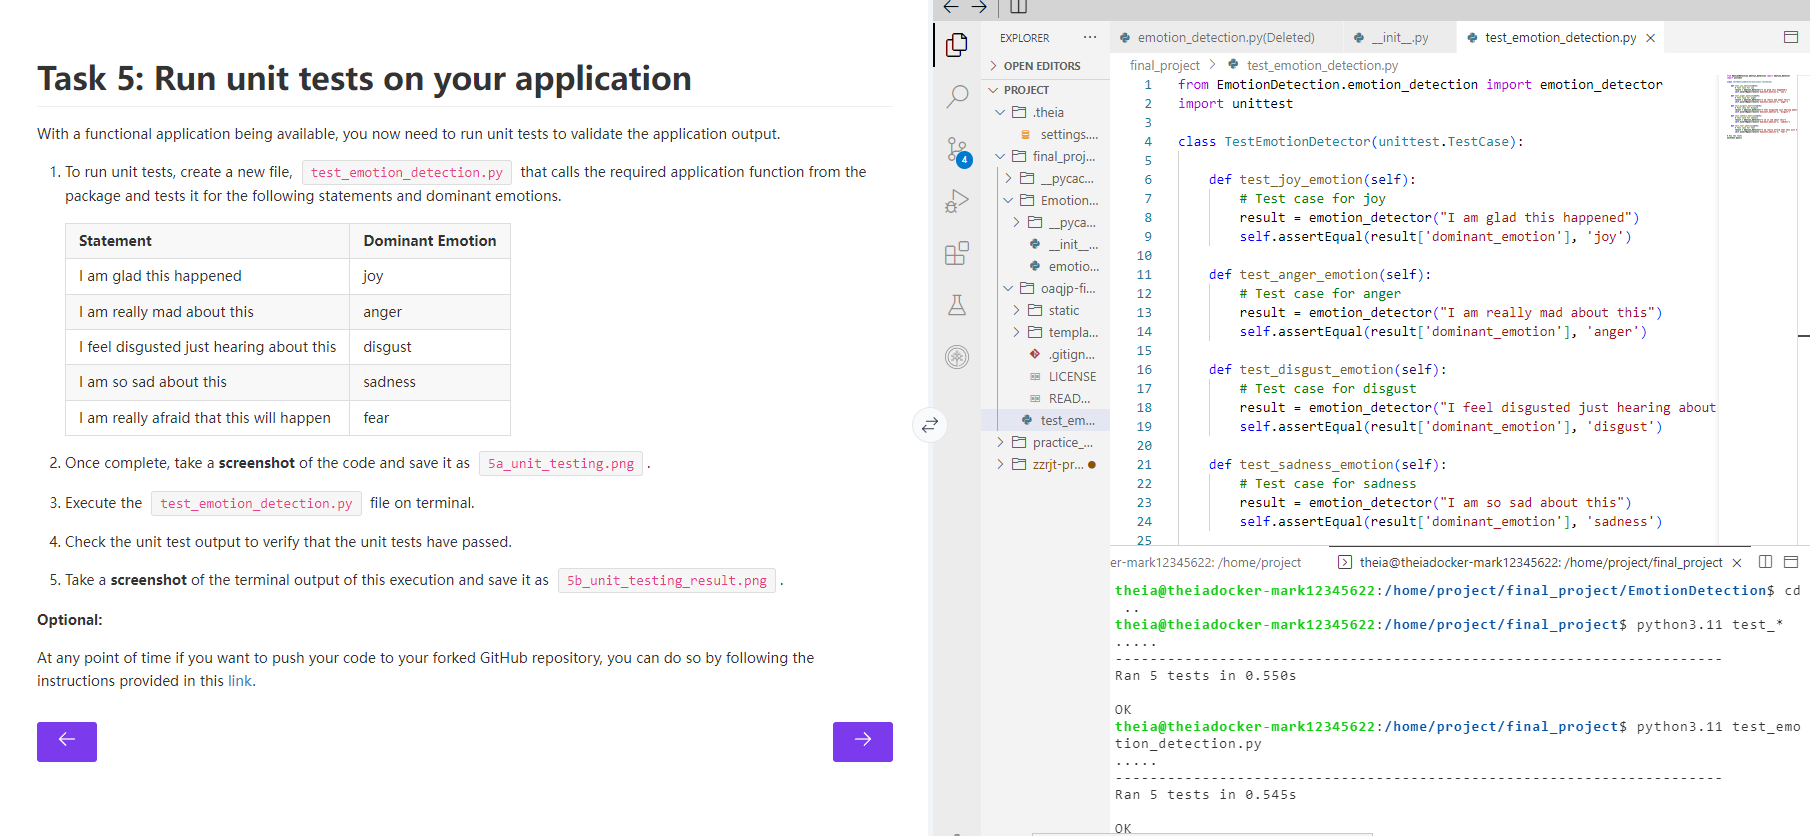 Task 5: Run unit tests on your application
With a functional application being available, you now need to run unit tests to validate the application output.
1. To run unit tests, create a new file, test_emotion_detection.py that calls the required application function from the
package and tests it for the following statements and dominant emotions.
Statement Dominant Emotion
I am glad this happened joy
I am really mad about this anger
I feel disgusted just hearing about this disgust
I am so sad about this sadness
I am really afraid that this will happen fear
2. Once complete, take a screenshot of the code and save it as 5a_unit_testing.png .
3. Execute the test_emotion_detection.py file on terminal.
4. Check the unit test output to verify that the unit tests have passed.
5. Take a screenshot of the terminal output of this execution and save it as 5b_unit_testing_result.png .
Optional:
At any point of time if you want to push your code to your forked GitHub repository, you can do so by following the
instructions provided in this link.
EXPLORER ...
OPEN EDITORS
PROJECT
.theia
settings....
final_proj...
__pycac...
Emotion...
__pyca...
__init__...
emotio...
oaqjp-fi...
static
templa...
.gitign...
LICENSE
READ...
test_em...
practice_...
zzrjt-pr...
4
emotion_detection.py(Deleted) __init__.py test_emotion_detection.py
final_project > test_emotion_detection.py
1 from EmotionDetection.emotion_detection import emotion_detector
2 import unittest
3
4 class TestEmotionDetector(unittest.TestCase):
5
6 def test_joy_emotion(self):
7 # Test case for joy
8 result = emotion_detector("I am glad this happened")
9 self.assertEqual(result['dominant_emotion'], 'joy')
10
11 def test_anger_emotion(self):
12 # Test case for anger
13 result = emotion_detector("I am really mad about this")
14 self.assertEqual(result['dominant_emotion'], 'anger')
15
16 def test_disgust_emotion(self):
17 # Test case for disgust
18 result = emotion_detector("I feel disgusted just hearing about
19 self.assertEqual(result['dominant_emotion'], 'disgust')
20
21 def test_sadness_emotion(self):
22 # Test case for sadness
23 result = emotion_detector("I am so sad about this")
24 self.assertEqual(result['dominant_emotion'], 'sadness')
25
er-mark12345622: /home/project theia@theiadocker-mark12345622: /home/project/final_project
theia@theiadocker-mark12345622:/home/project/final_project/EmotionDetection$ cd
..
theia@theiadocker-mark12345622:/home/project/final_project$ python3.11 test_*
.....
----------------------------------------------------------------------
Ran 5 tests in 0.550s
OK
theia@theiadocker-mark12345622:/home/project/final_project$ python3.11 test_emo
tion_detection.py
.....
----------------------------------------------------------------------
Ran 5 tests in 0.545s
OK